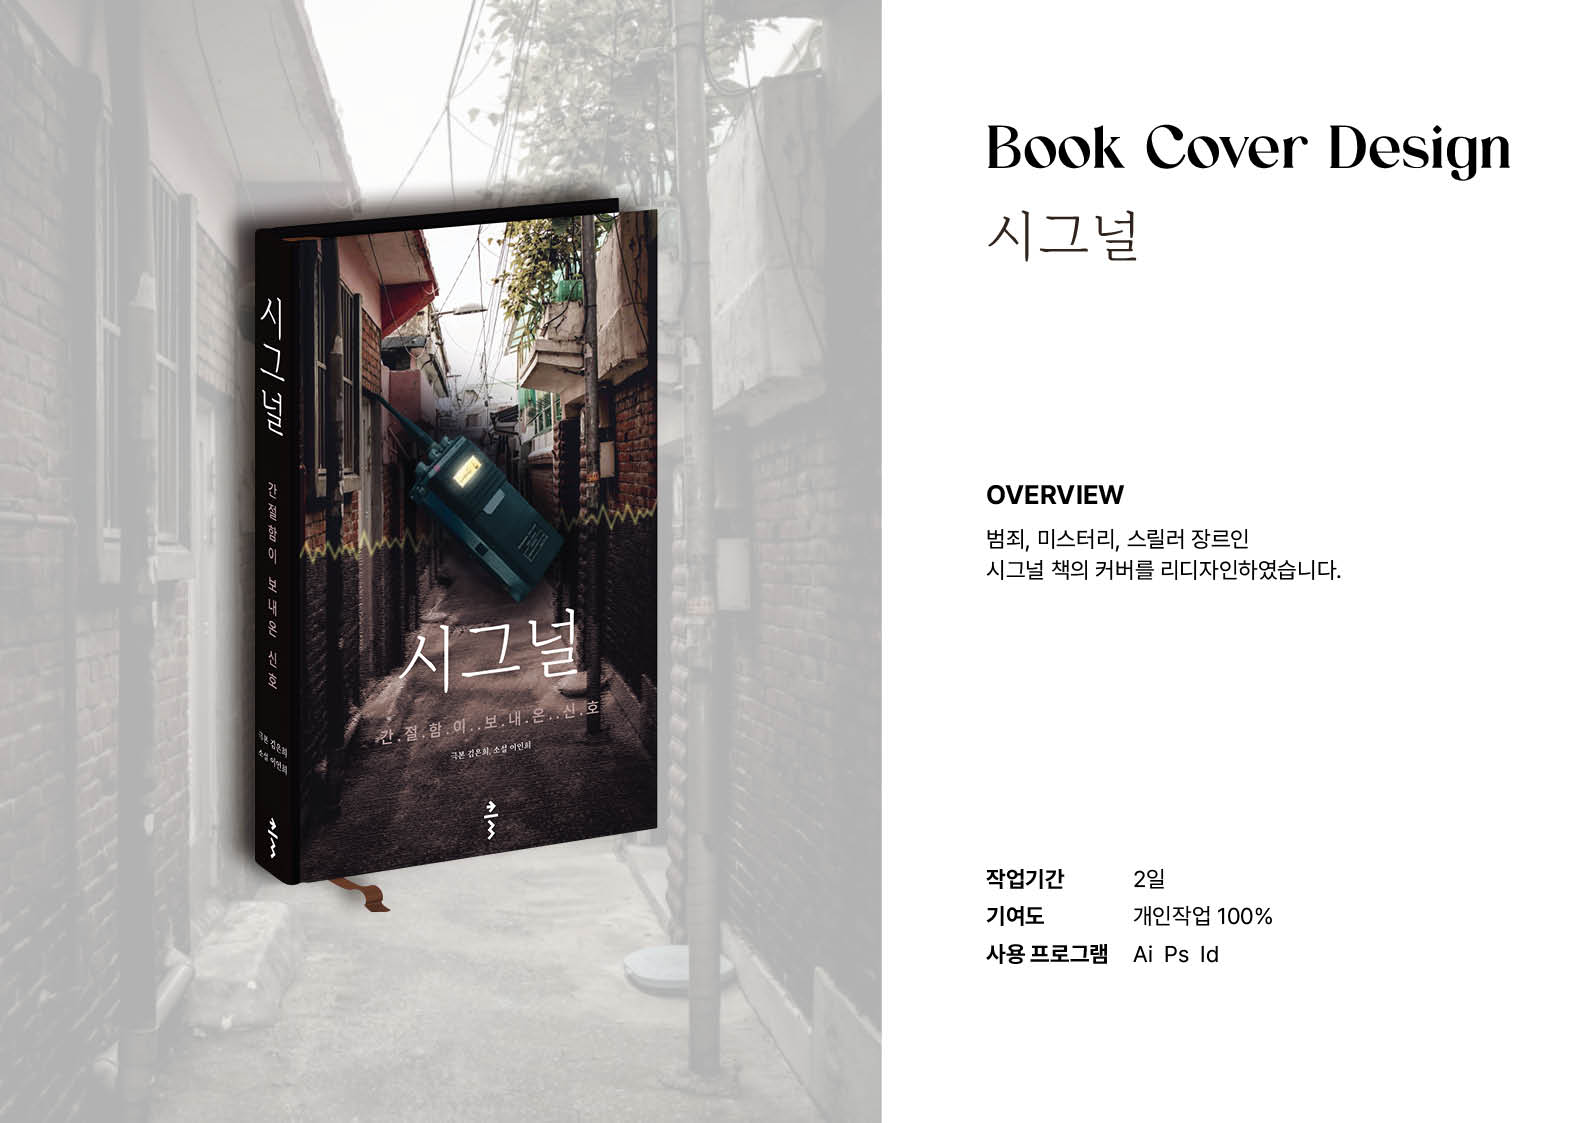 Book Cover Design
시그널
OVERVIEW
범죄, 미스터리, 스릴러 장르인
시그널 책의 커버를 리디자인하였습니다.
작업기간 2일
기여도 개인작업 100%
사용 프로그램 Ai Ps Id
시그널
간절함이 보내온 신호
극본 김은희
소설 이인희
시그널
간.절.함.이..보.내.온..신.호
극본 김은희, 소설 이인희